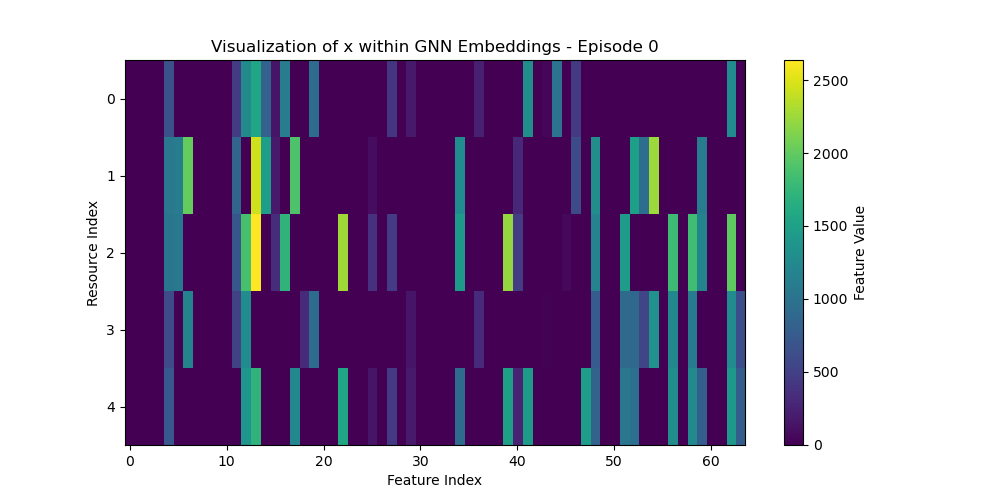 Visualization of x within GNN Embeddings - Episode 0
Resource Index
0
1
2
3
4
0 10 20 30 40 50 60
Feature Index
2500
2000
1500
1000
500
0
Feature Value